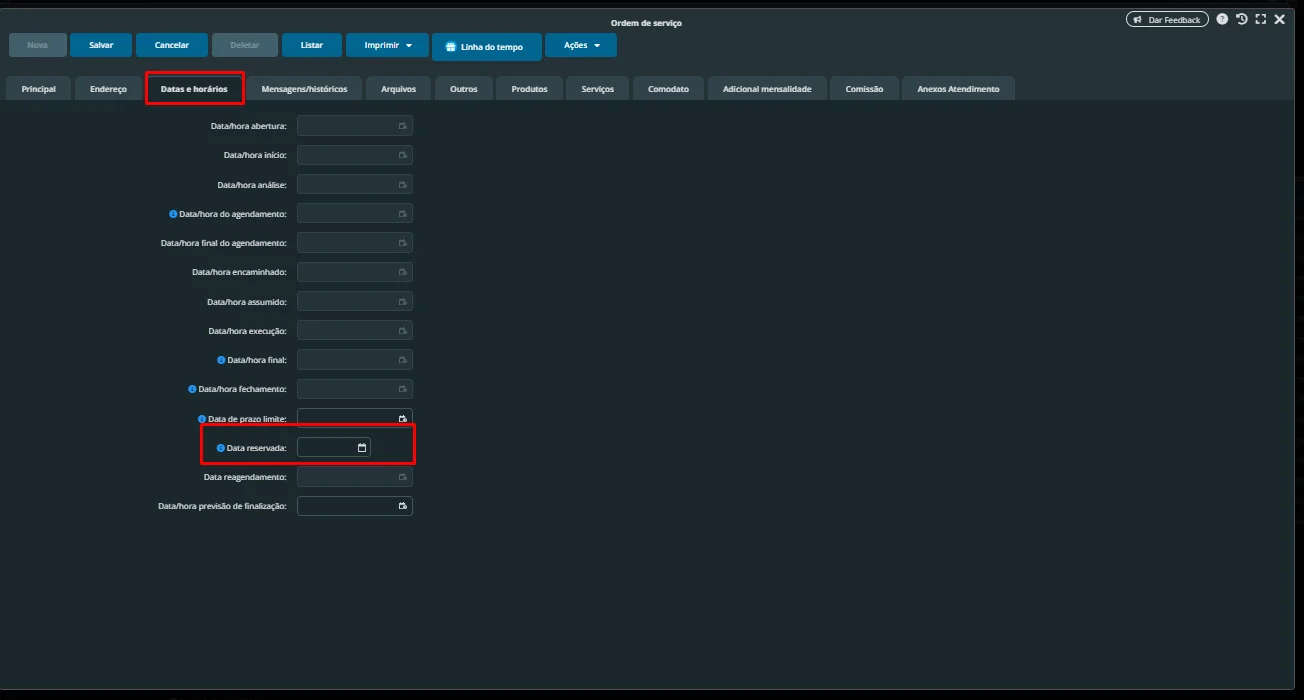 Ordem de serviço
Dar Feedback
Nova Salvar Cancelar Deletar Listar Imprimir Linha do tempo Ações
Principal Endereço Datas e horários Mensagens/históricos Arquivos Outros Produtos Serviços Comodato Adicional mensalidade Comissão Anexos Atendimento
Data/hora abertura:
Data/hora início:
Data/hora análise:
Data/hora do agendamento:
Data/hora final do agendamento:
Data/hora encaminhado:
Data/hora assumido:
Data/hora execução:
Data/hora final:
Data/hora fechamento:
Data de prazo limite:
Data reservada:
Data reagendamento:
Data/hora previsão de finalização: